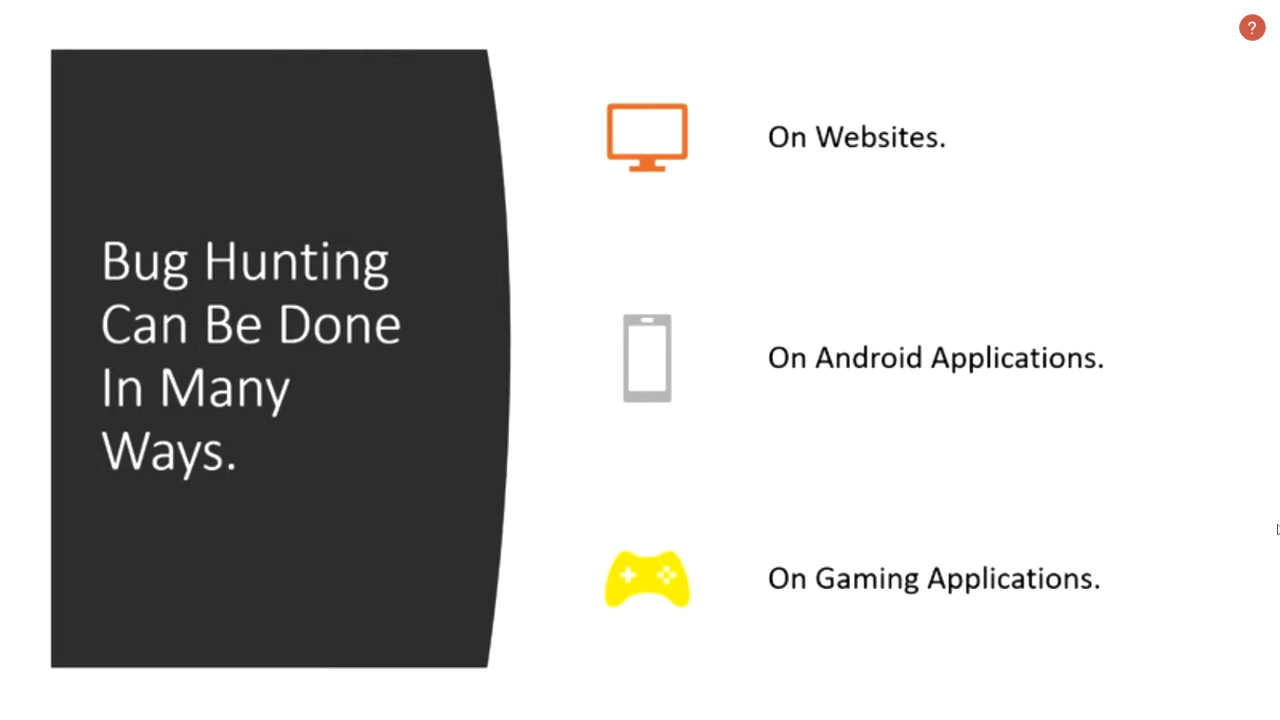 ?
Bug Hunting
Can Be Done
In Many
Ways.
On Websites.
On Android Applications.
On Gaming Applications.